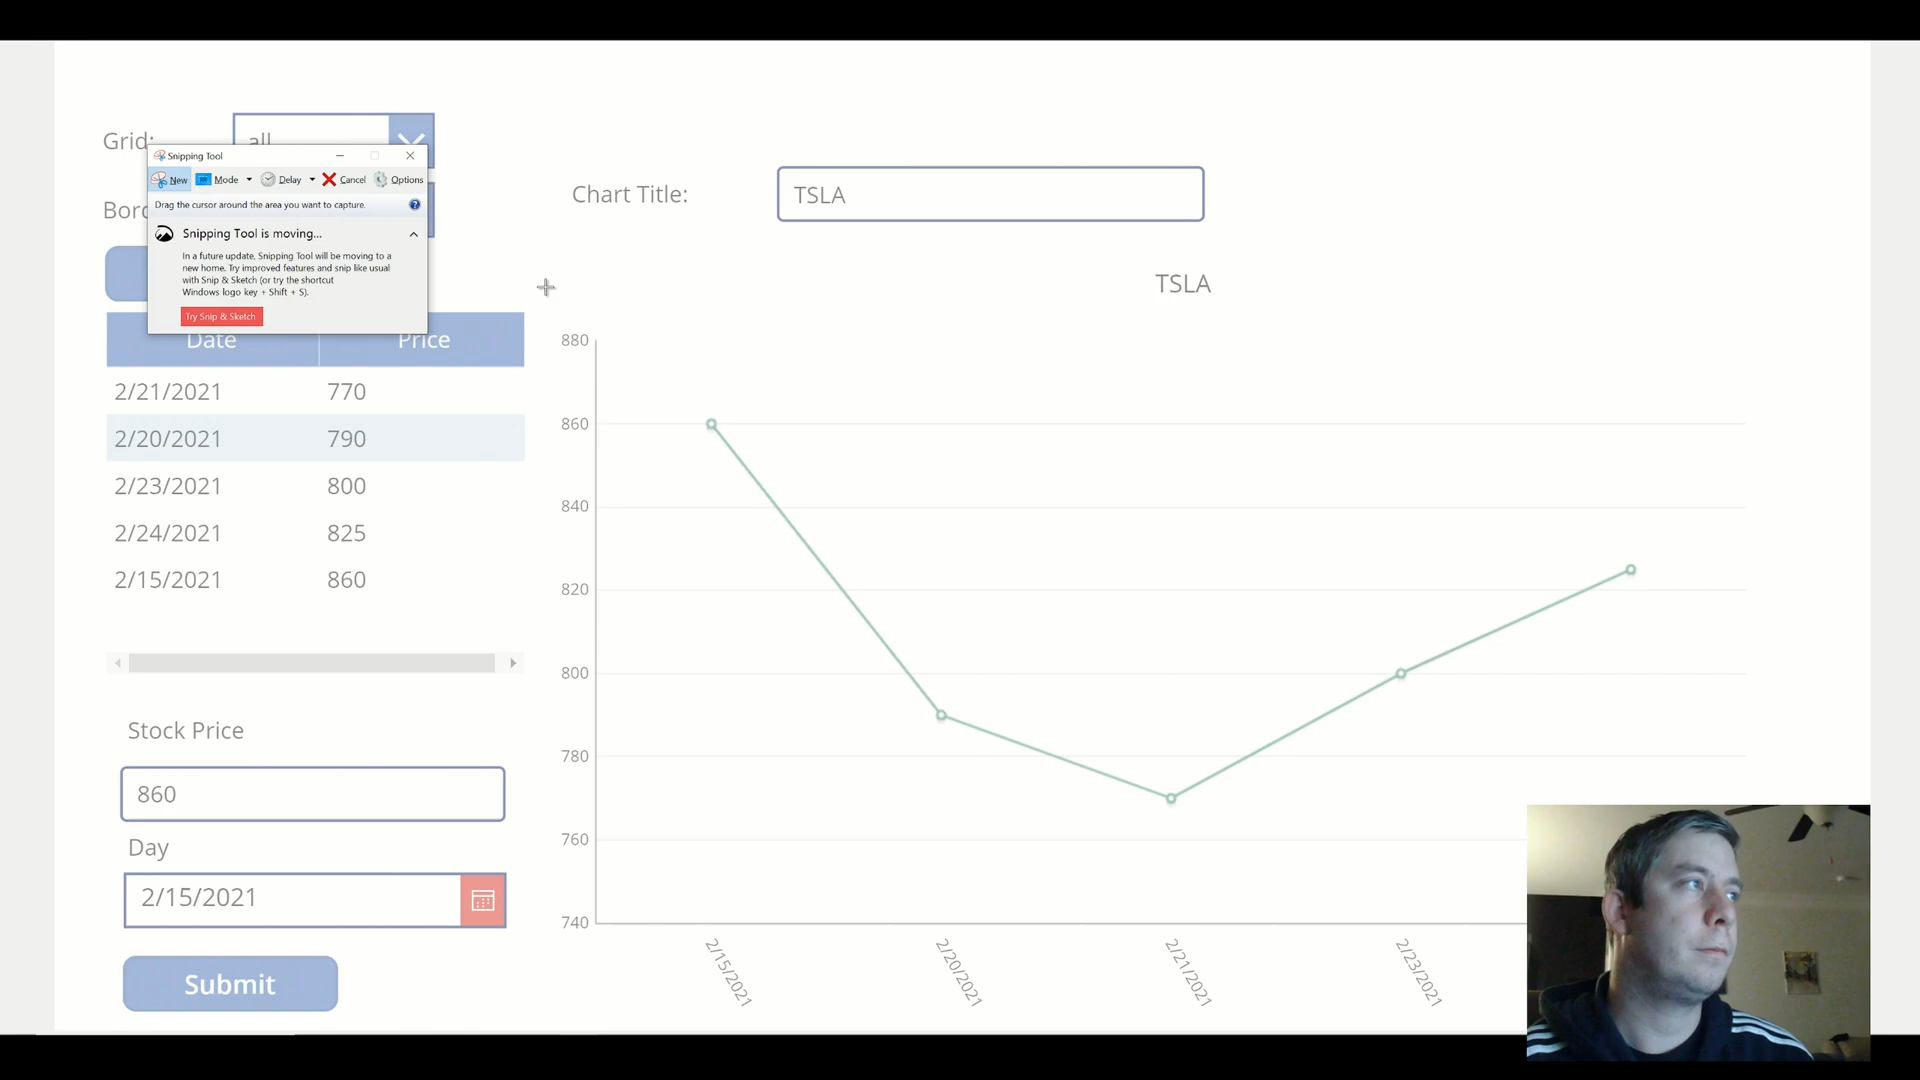 Grid:
all
Snipping Tool
New
Mode
Delay
Cancel
Options
Drag the cursor around the area you want to capture.
Snipping Tool is moving...
In a future update, Snipping Tool will be moving to a
new home. Try improved features and snip like usual
with Snip & Sketch (or try the shortcut
Windows logo key + Shift + S).
Try Snip & Sketch
Chart Title:
TSLA
TSLA
Date Price
2/21/2021 770
2/20/2021 790
2/23/2021 800
2/24/2021 825
2/15/2021 860
Stock Price
860
Day
2/15/2021
Submit
880
860
840
820
800
780
760
740
2/15/2021
2/20/2021
2/21/2021
2/23/2021